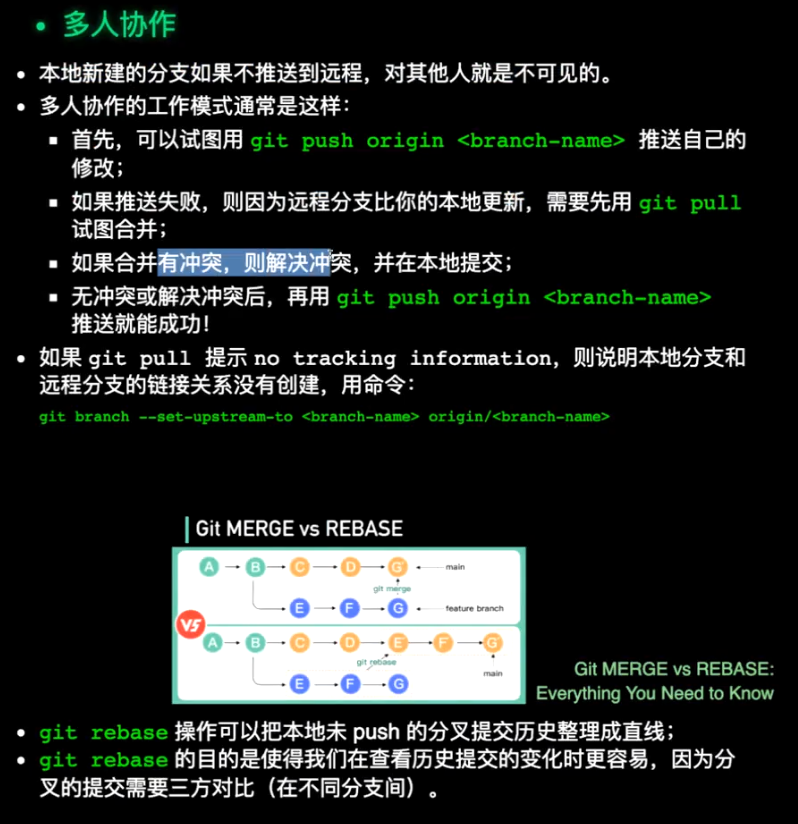 • 多人协作
• 本地新建的分支如果不推送到远程，对其他人就是不可见的。
• 多人协作的工作模式通常是这样：
▪ 首先，可以试图用 git push origin <branch-name> 推送自己的
修改；
▪ 如果推送失败，则因为远程分支比你的本地更新，需要先用 git pull
试图合并；
▪ 如果合并有冲突，则解决冲突，并在本地提交；
▪ 无冲突或解决冲突后，再用 git push origin <branch-name>
推送就能成功！
• 如果 git pull 提示 no tracking information，则说明本地分支和
远程分支的链接关系没有创建，用命令：
git branch --set-upstream-to <branch-name> origin/<branch-name>
Git MERGE vs REBASE
A B C D G' main
git merge
E F G feature branch
VS
A B C D E' F' G'
git rebase
main
E F G
Git MERGE vs REBASE:
Everything You Need to Know
• git rebase 操作可以把本地未 push 的分叉提交历史整理成直线；
• git rebase 的目的是使得我们在查看历史提交的变化时更容易，因为分
叉的提交需要三方对比（在不同分支间）。